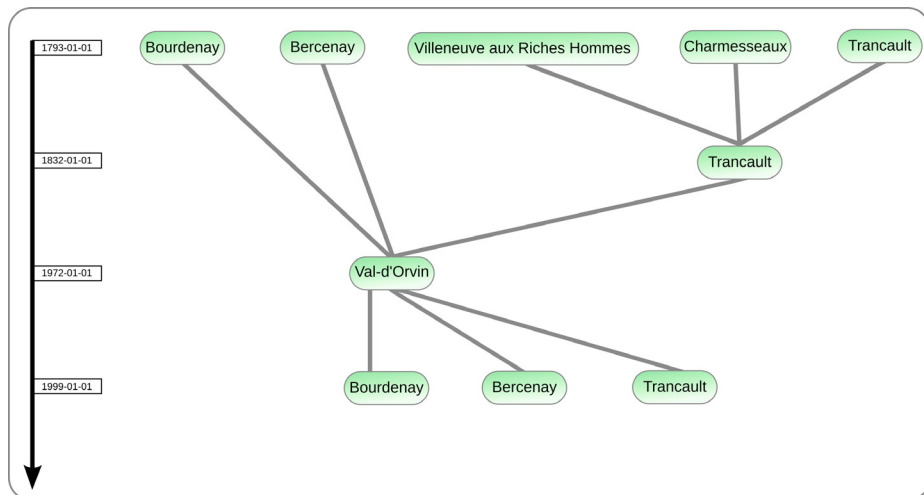 1793-01-01
Bourdenay
Bercenay
Villeneuve aux Riches Hommes
Charmesseaux
Trancault
1832-01-01
Trancault
1972-01-01
Val-d'Orvin
1999-01-01
Bourdenay
Bercenay
Trancault